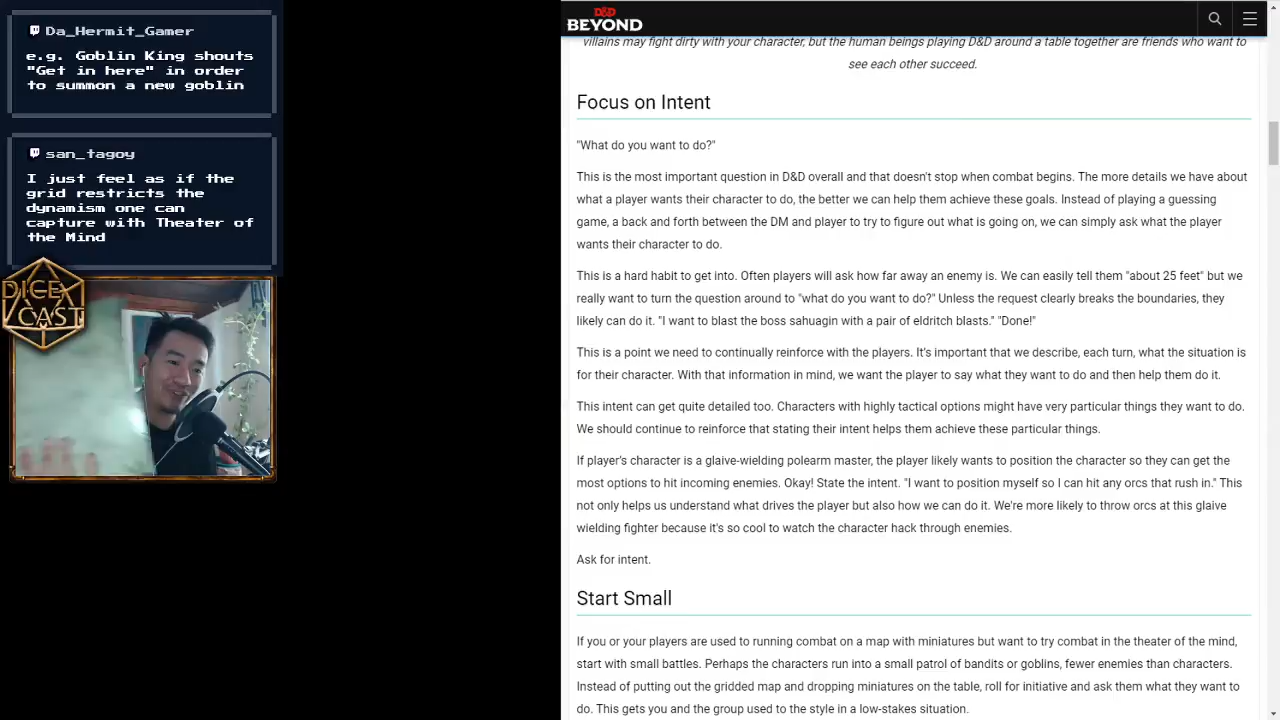 Da_Hermit_Gamer
e.g. Goblin King shouts
"Get in here" in order
to summon a new goblin
san_tagoy
I just feel as if the
grid restricts the
dynamism one can
capture with Theater of
the Mind
DICE
CAST
D&D
BEYOND
villains may fight dirty with your character, but the human beings playing D&D around a table together are friends who want to
see each other succeed.
Focus on Intent
"What do you want to do?"
This is the most important question in D&D overall and that doesn't stop when combat begins. The more details we have about
what a player wants their character to do, the better we can help them achieve these goals. Instead of playing a guessing
game, a back and forth between the DM and player to try to figure out what is going on, we can simply ask what the player
wants their character to do.
This is a hard habit to get into. Often players will ask how far away an enemy is. We can easily tell them "about 25 feet" but we
really want to turn the question around to "what do you want to do?" Unless the request clearly breaks the boundaries, they
likely can do it. "I want to blast the boss sahuagin with a pair of eldritch blasts." "Done!"
This is a point we need to continually reinforce with the players. It's important that we describe, each turn, what the situation is
for their character. With that information in mind, we want the player to say what they want to do and then help them do it.
This intent can get quite detailed too. Characters with highly tactical options might have very particular things they want to do.
We should continue to reinforce that stating their intent helps them achieve these particular things.
If player's character is a glaive-wielding polearm master, the player likely wants to position the character so they can get the
most options to hit incoming enemies. Okay! State the intent. "I want to position myself so I can hit any orcs that rush in." This
not only helps us understand what drives the player but also how we can do it. We're more likely to throw orcs at this glaive
wielding fighter because it's so cool to watch the character hack through enemies.
Ask for intent.
Start Small
If you or your players are used to running combat on a map with miniatures but want to try combat in the theater of the mind,
start with small battles. Perhaps the characters run into a small patrol of bandits or goblins, fewer enemies than characters.
Instead of putting out the gridded map and dropping miniatures on the table, roll for initiative and ask them what they want to
do. This gets you and the group used to the style in a low-stakes situation.